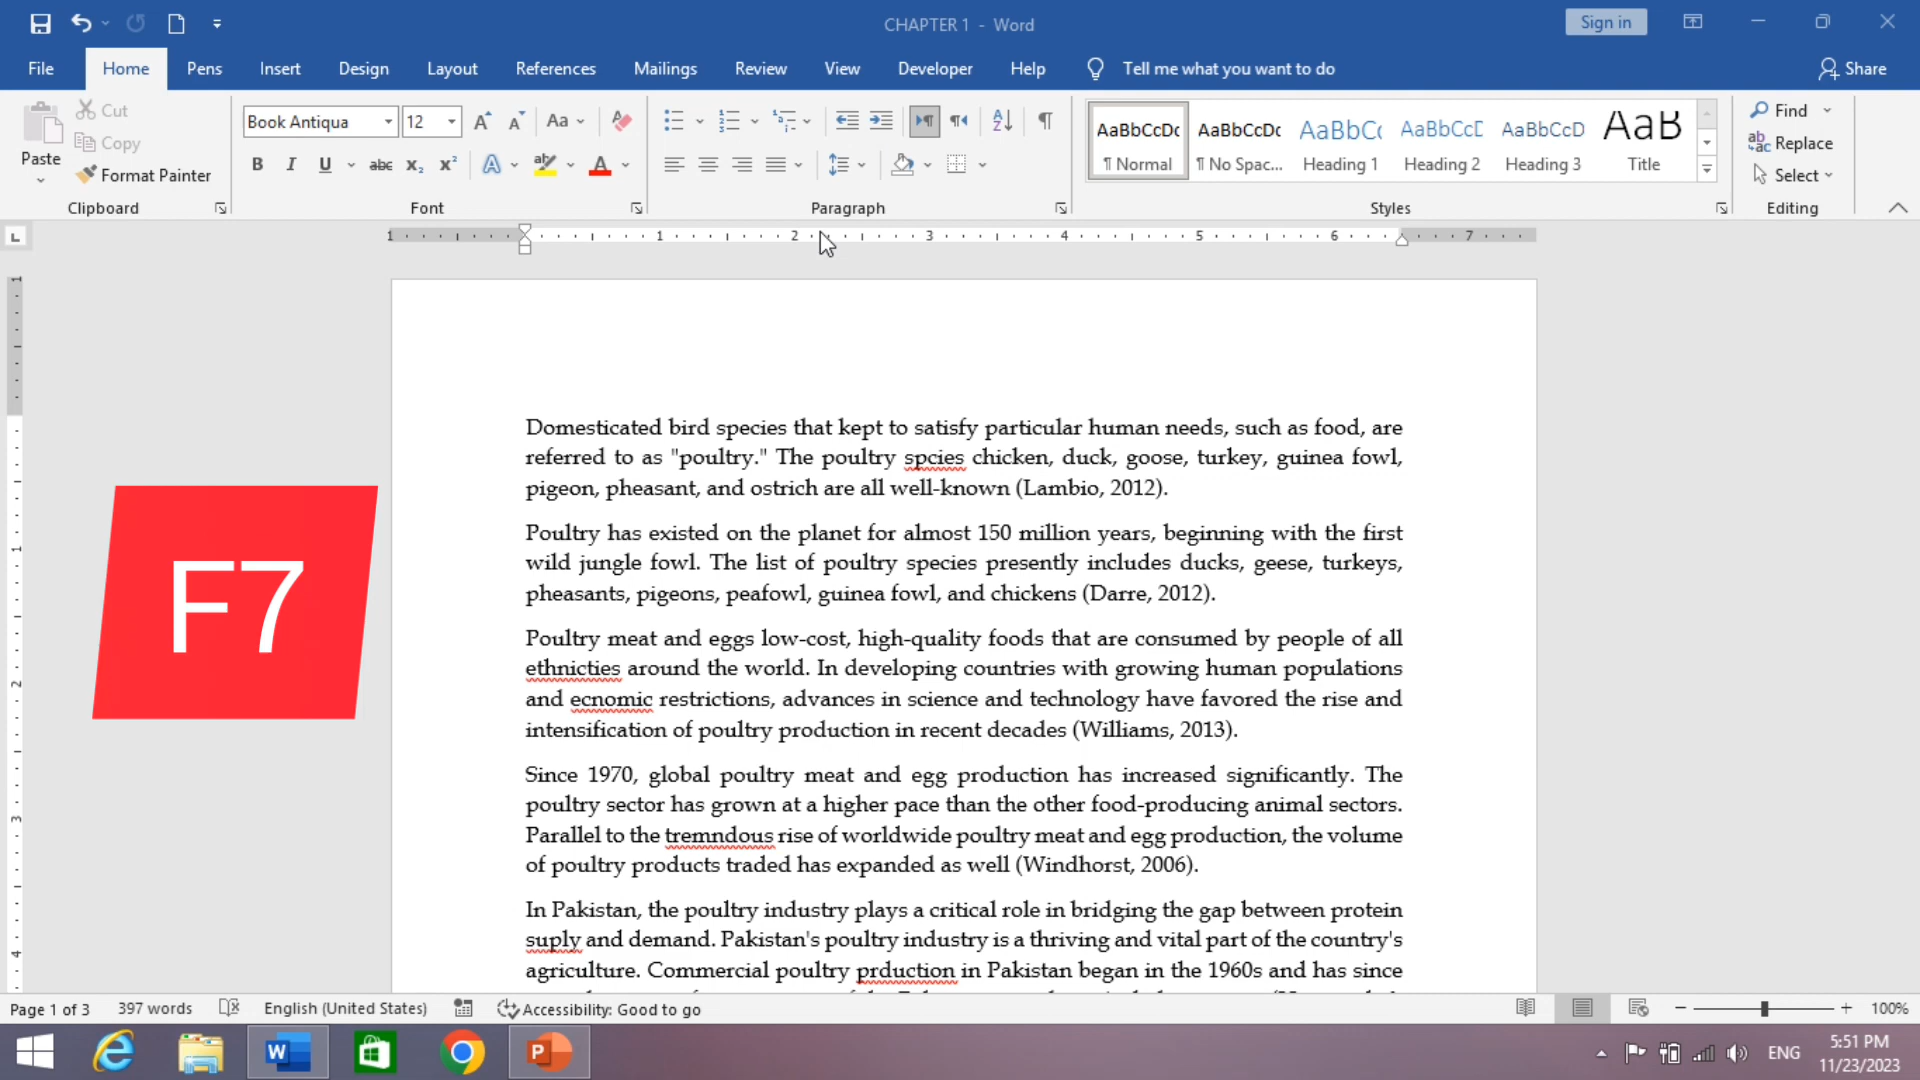 CHAPTER 1 - Word
Sign in
File Home Pens Insert Design Layout References Mailings Review View Developer Help Tell me what you want to do Share
Paste
Cut
Copy
Format Painter
Clipboard
Book Antiqua 12 Aa
B I U abc x₂ x² A A
Font
Paragraph
AaBbCcDc AaBbCcDc AaBbC( AaBbCcE AaBbCcD AaB
¶ Normal ¶ No Spac... Heading 1 Heading 2 Heading 3 Title
Styles
Find
Replace
Select
Editing
1 1 2 3 4 5 6 7
F7
Domesticated bird species that kept to satisfy particular human needs, such as food, are
referred to as "poultry." The poultry spcies chicken, duck, goose, turkey, guinea fowl,
pigeon, pheasant, and ostrich are all well-known (Lambio, 2012).
Poultry has existed on the planet for almost 150 million years, beginning with the first
wild jungle fowl. The list of poultry species presently includes ducks, geese, turkeys,
pheasants, pigeons, peafowl, guinea fowl, and chickens (Darre, 2012).
Poultry meat and eggs low-cost, high-quality foods that are consumed by people of all
ethnicties around the world. In developing countries with growing human populations
and ecnomic restrictions, advances in science and technology have favored the rise and
intensification of poultry production in recent decades (Williams, 2013).
Since 1970, global poultry meat and egg production has increased significantly. The
poultry sector has grown at a higher pace than the other food-producing animal sectors.
Parallel to the tremndous rise of worldwide poultry meat and egg production, the volume
of poultry products traded has expanded as well (Windhorst, 2006).
In Pakistan, the poultry industry plays a critical role in bridging the gap between protein
suply and demand. Pakistan's poultry industry is a thriving and vital part of the country's
agriculture. Commercial poultry prduction in Pakistan began in the 1960s and has since
Page 1 of 3 397 words English (United States) Accessibility: Good to go 100%
ENG
5:51 PM
11/23/2023